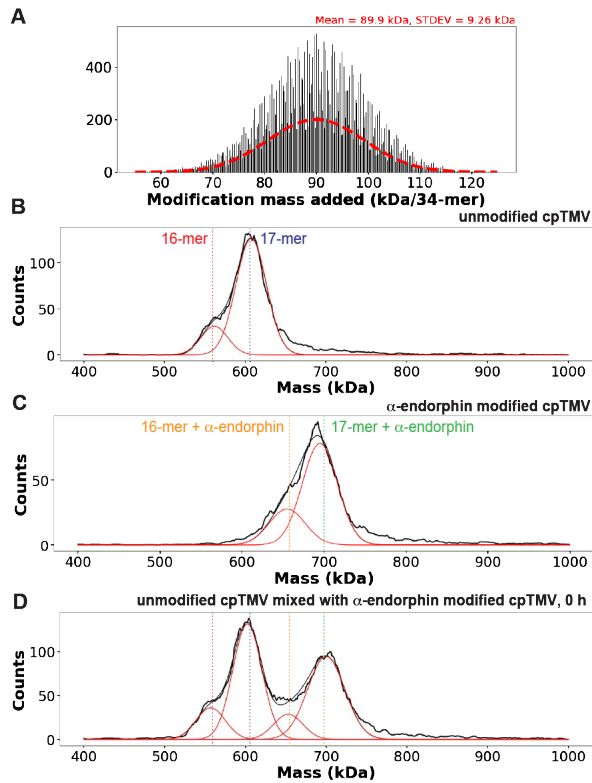 A
Mean = 89.9 kDa, STDEV = 9.26 kDa
400
200
0
60 70 80 90 100 110 120
Modification mass added (kDa/34-mer)
B
unmodified cpTMV
16-mer 17-mer
100
50
0
Counts
400 500 600 700 800 900 1000
Mass (kDa)
C
α-endorphin modified cpTMV
16-mer + α-endorphin 17-mer + α-endorphin
50
0
Counts
400 500 600 700 800 900 1000
Mass (kDa)
D
unmodified cpTMV mixed with α-endorphin modified cpTMV, 0 h
100
50
0
Counts
400 500 600 700 800 900 1000
Mass (kDa)